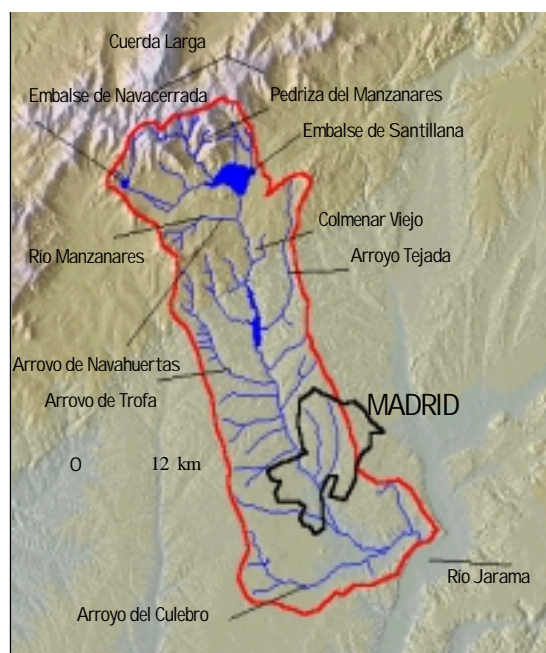 Cuerda Larga
Embalse de Navacerrada
Pedriza del Manzanares
Embalse de Santillana
Colmenar Viejo
Río Manzanares
Arroyo Tejada
Arrovo de Navahuertas
Arrovo de Trofa
MADRID
0 12 km
Río Jarama
Arroyo del Culebro